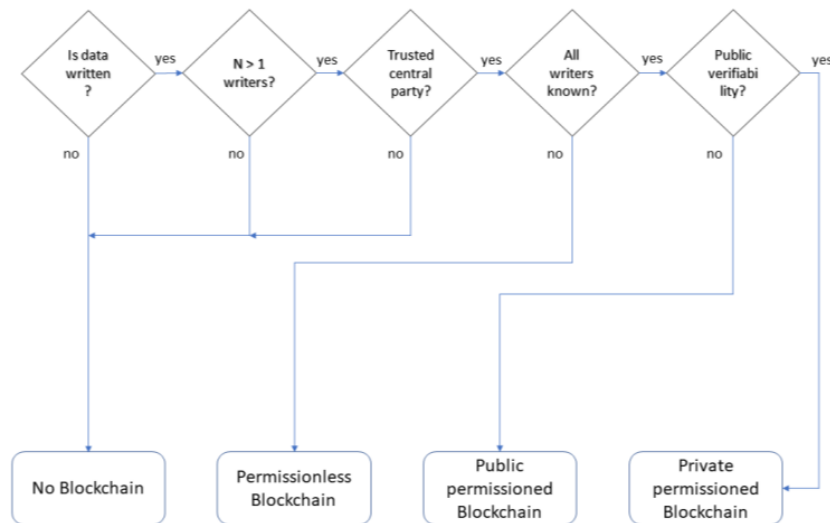 Is data
written
?
yes
N > 1
writers?
yes
Trusted
central
party?
yes
All
writers
known?
yes
Public
verifiabi
lity?
yes
no
no
no
no
no
No Blockchain
Permissionless
Blockchain
Public
permissioned
Blockchain
Private
permissioned
Blockchain